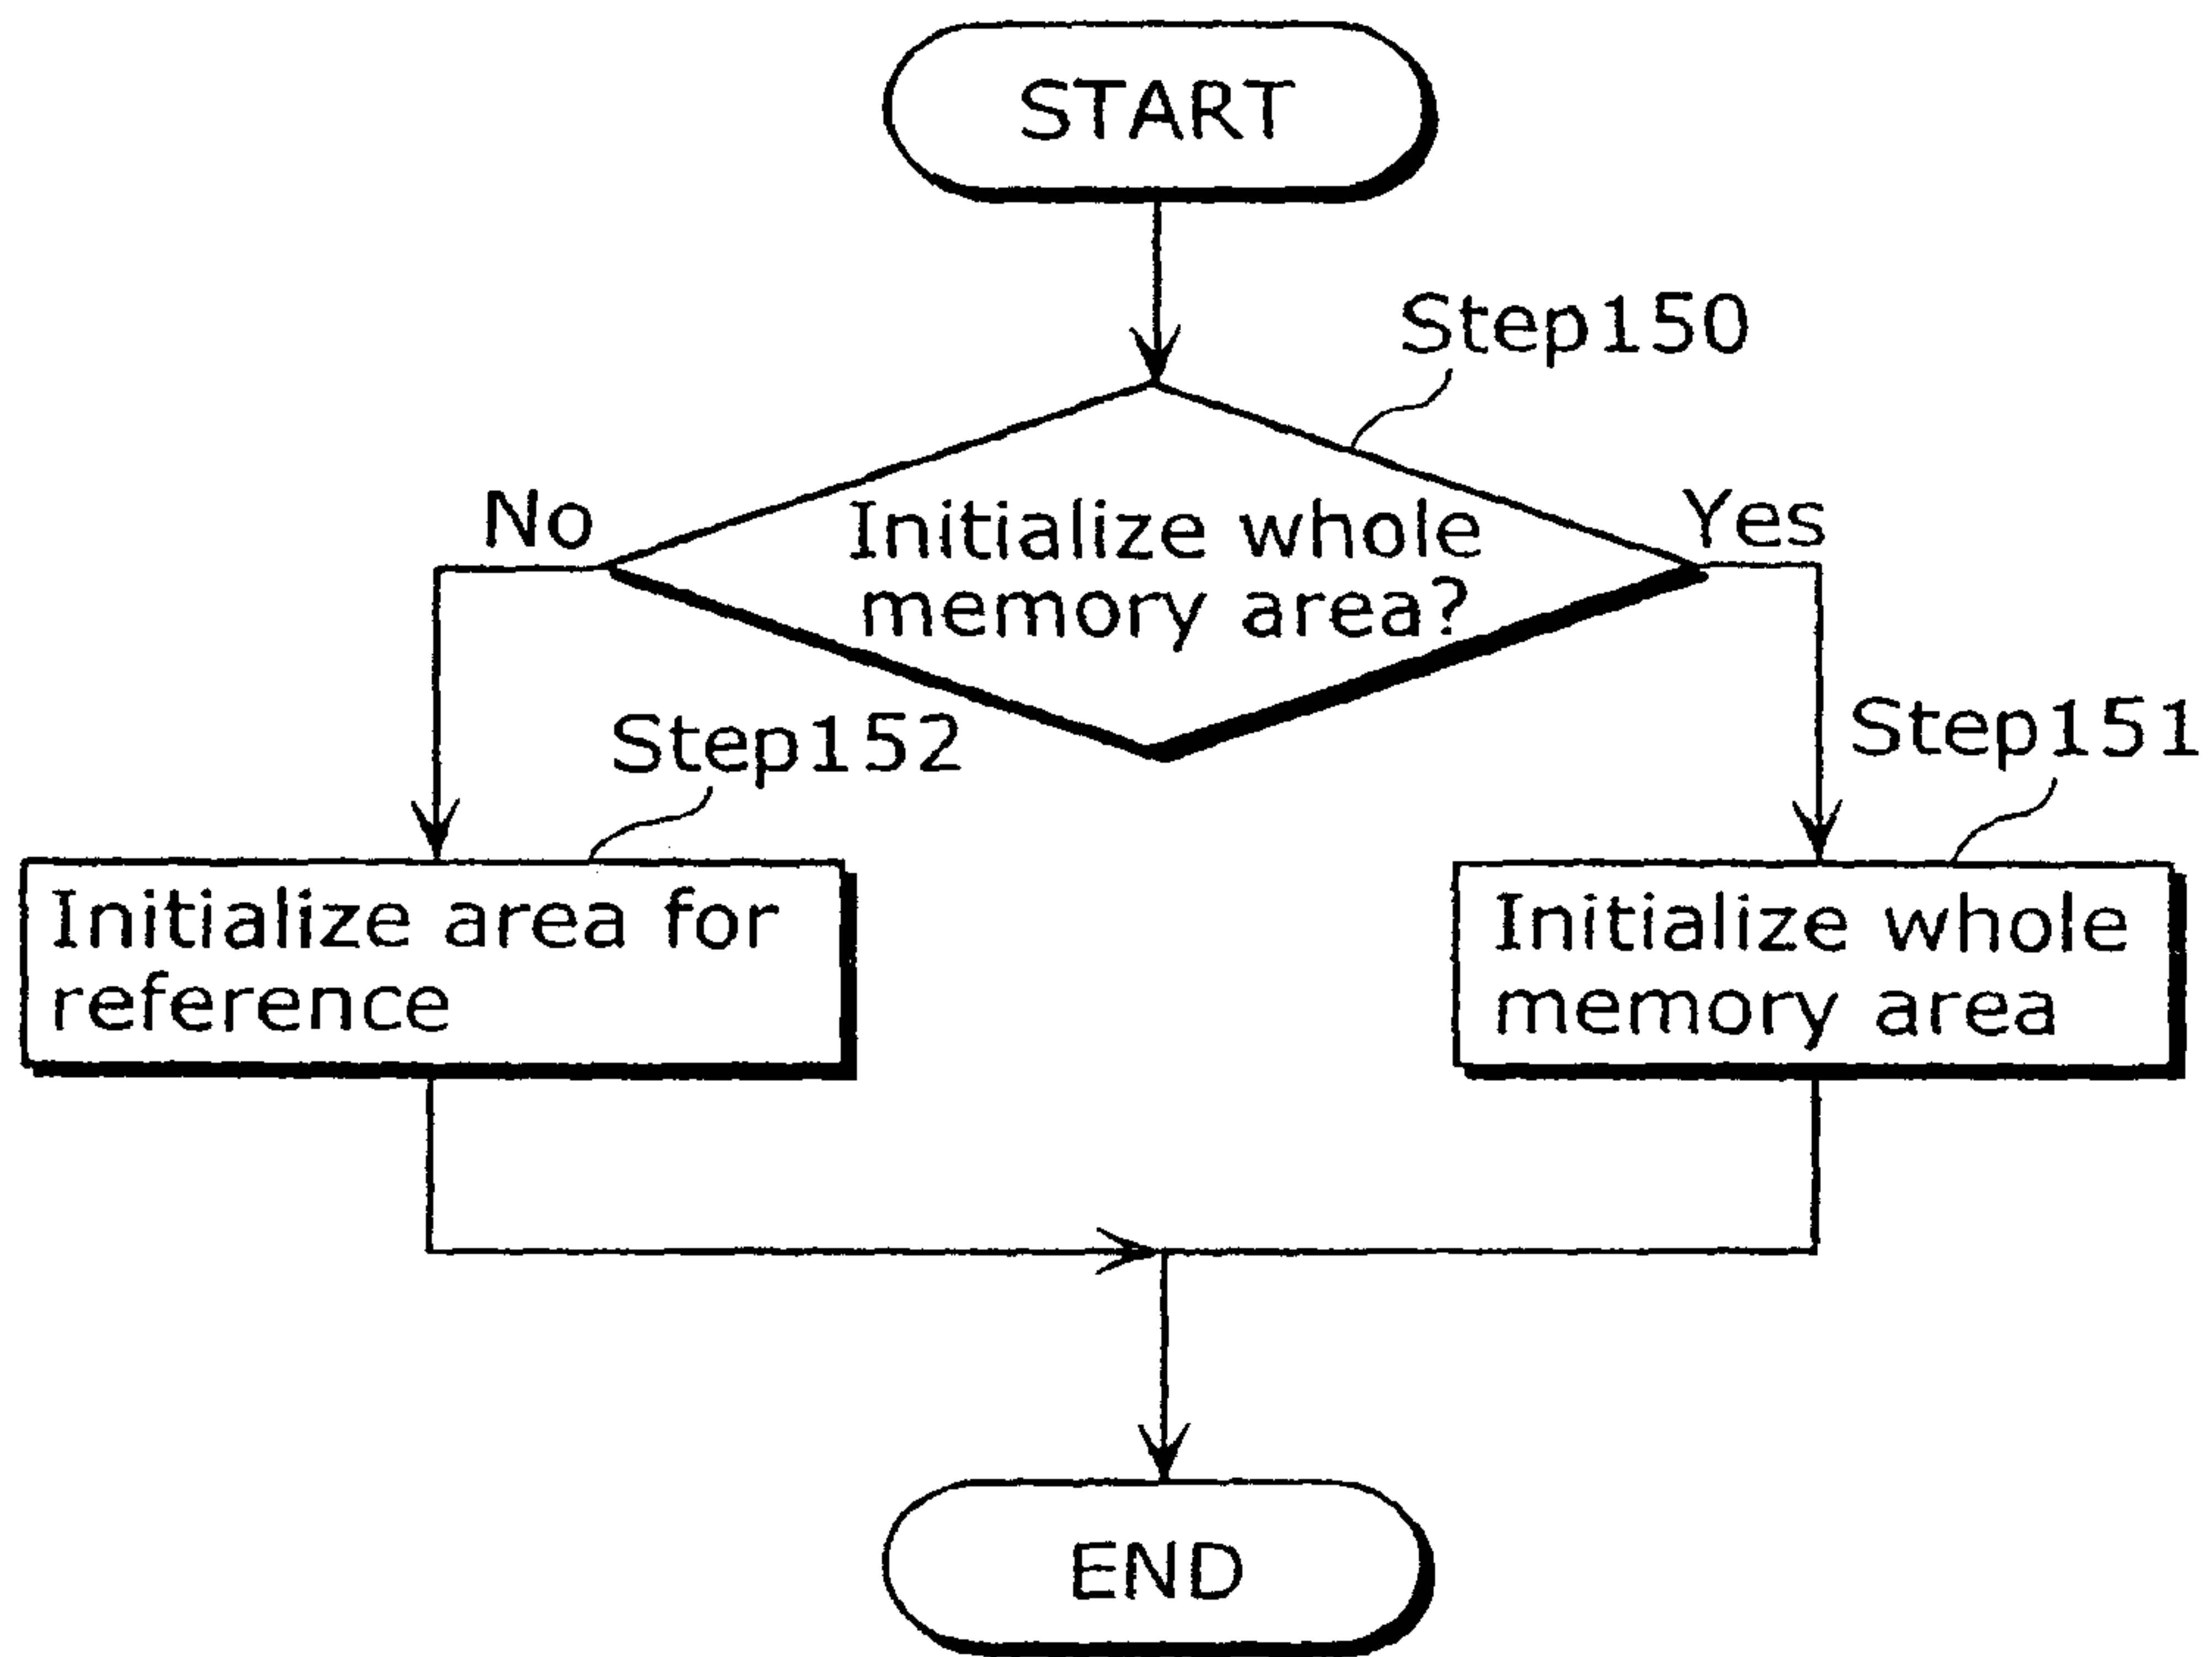 START
Step150
No
Yes
Initialize whole
memory area?
Step152
Step151
Initialize area for
reference
Initialize whole
memory area
END